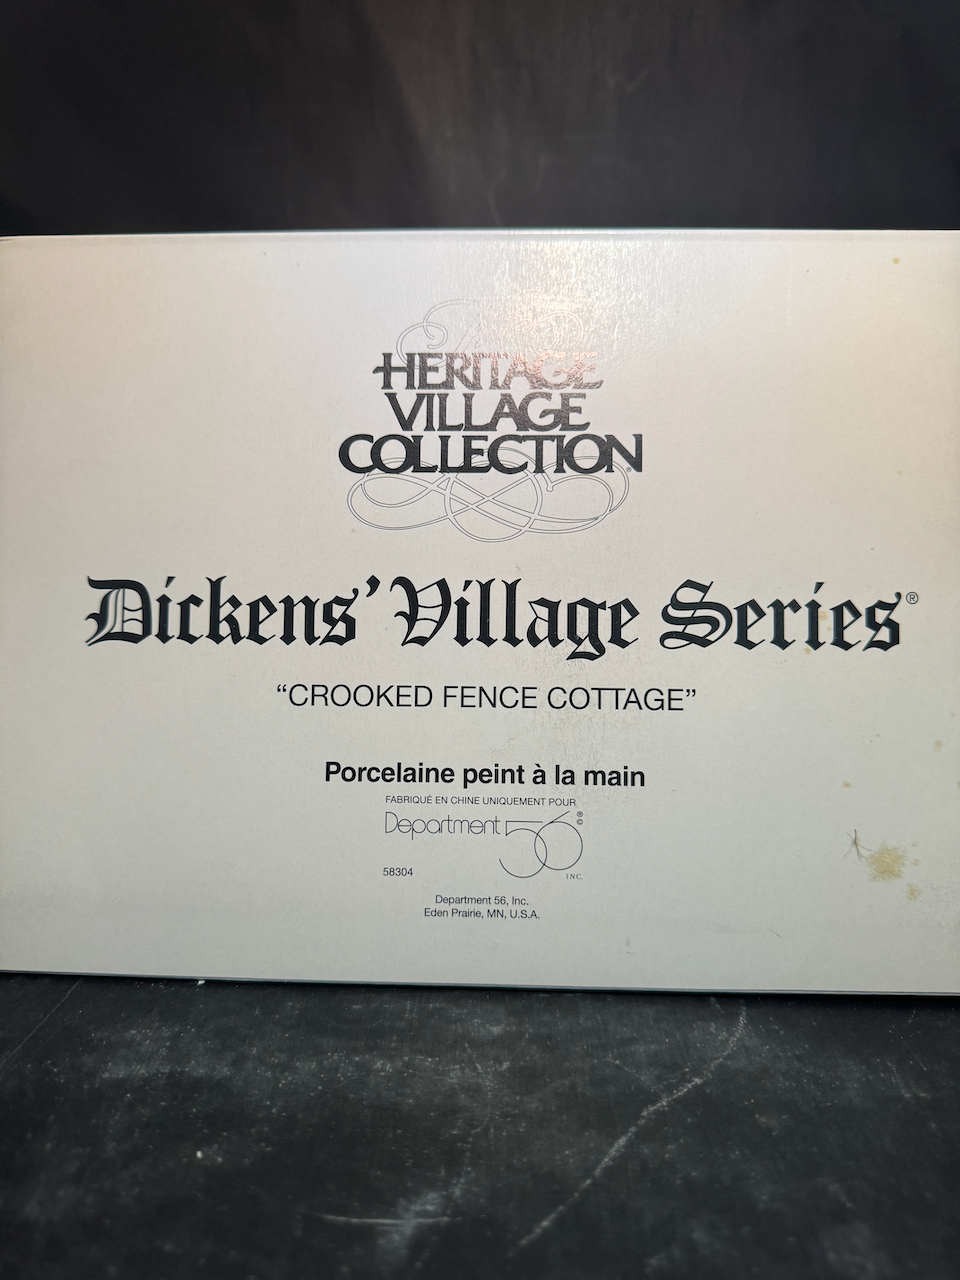 The
HERITAGE
VILLAGE
COLLECTION®
Dickens' Village Series®
“CROOKED FENCE COTTAGE”
Porcelaine peint à la main
FABRIQUÉ EN CHINE UNIQUEMENT POUR
Department 56®©
INC.
58304
Department 56, Inc.
Eden Prairie, MN, U.S.A.